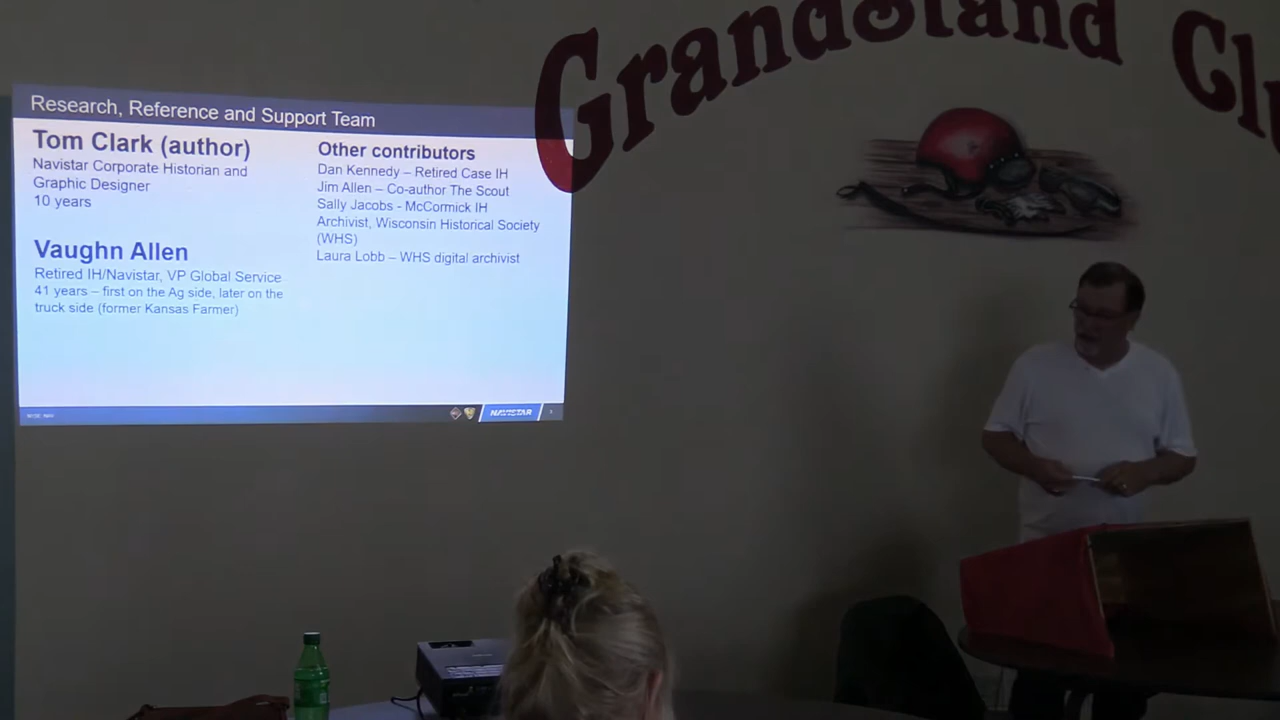 Grandstand Clu
Research, Reference and Support Team
Tom Clark (author)
Navistar Corporate Historian and
Graphic Designer
10 years
Vaughn Allen
Retired IH/Navistar, VP Global Service
41 years – first on the Ag side, later on the
truck side (former Kansas Farmer)
Other contributors
Dan Kennedy – Retired Case IH
Jim Allen – Co-author The Scout
Sally Jacobs - McCormick IH
Archivist, Wisconsin Historical Society
(WHS)
Laura Lobb – WHS digital archivist
NYSE: NAV
NAVISTAR